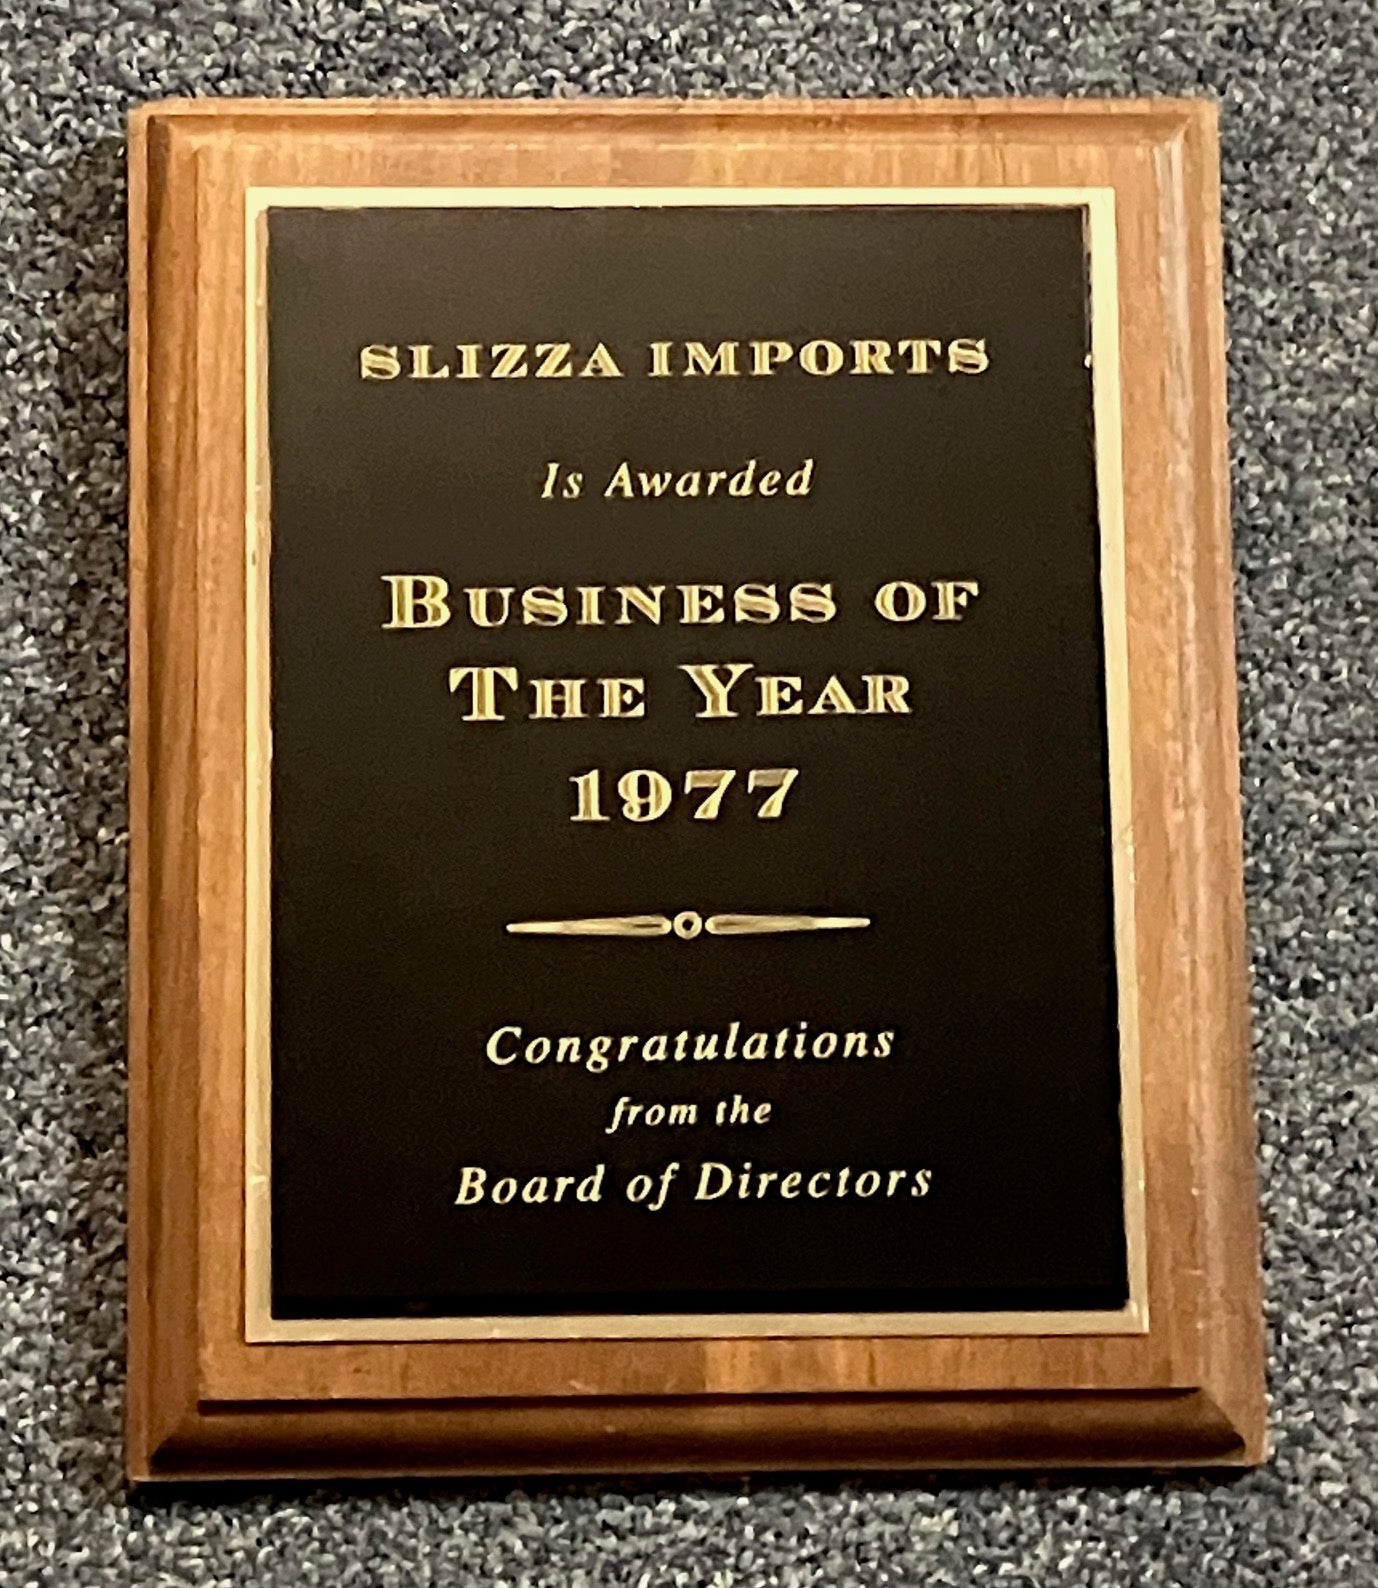 SLIZZA IMPORTS
Is Awarded
BUSINESS OF
THE YEAR
1977
Congratulations
from the
Board of Directors